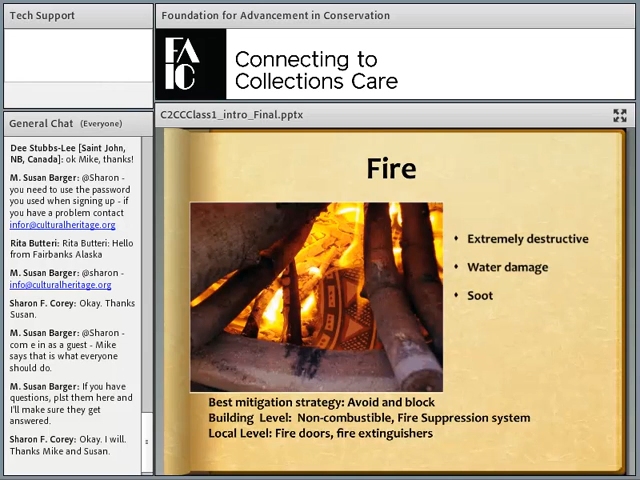 Tech Support
Foundation for Advancement in Conservation
FA
IC
Connecting to
Collections Care
General Chat (Everyone)
Dee Stubbs-Lee [Saint John,
NB, Canada]: ok Mike, thanks!
M. Susan Barger: @Sharon -
you need to use the password
you used when signing up - if
you have a problem contact
infor@culturalheritage.org
Rita Butteri: Rita Butteri: Hello
from Fairbanks Alaska
M. Susan Barger: @sharon -
info@culturalheritage.org
Sharon F. Corey: Okay. Thanks
Susan.
M. Susan Barger: @Sharon -
com e in as a guest - Mike
says that is what everyone
should do.
M. Susan Barger: If you have
questions, plst them here and
I'll make sure they get
answered.
Sharon F. Corey: Okay. I will.
Thanks Mike and Susan.
C2CCClass1_intro_Final.pptx
Fire
Extremely destructive
Water damage
Soot
Best mitigation strategy: Avoid and block
Building Level: Non-combustible, Fire Suppression system
Local Level: Fire doors, fire extinguishers